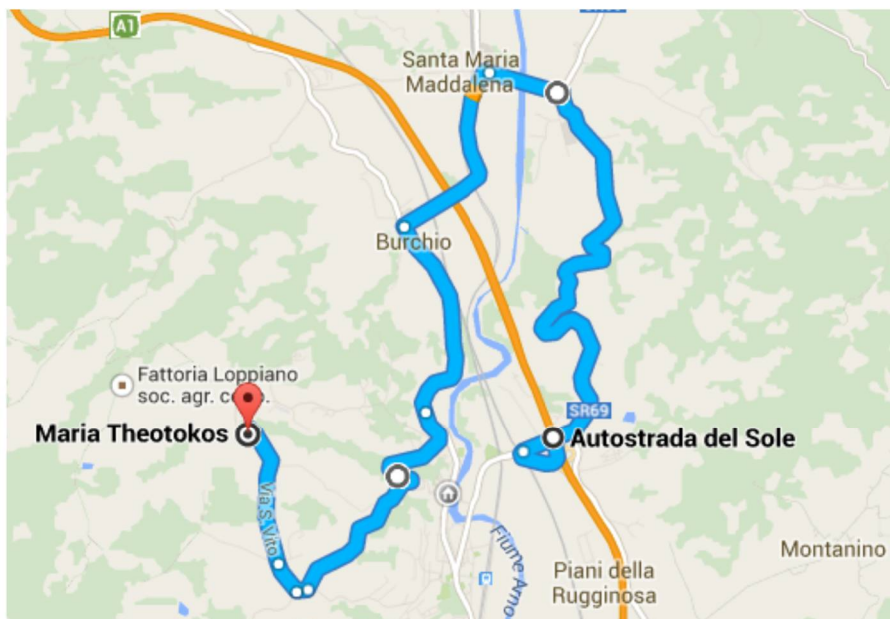 A1
Santa Maria
Maddalena
Burchio
Fattoria Loppiano
soc. agr.
Maria Theotokos
SR69
Autostrada del Sole
Via S. Vito
Fiume Arno
Piani della
Rugginosa
Montanino